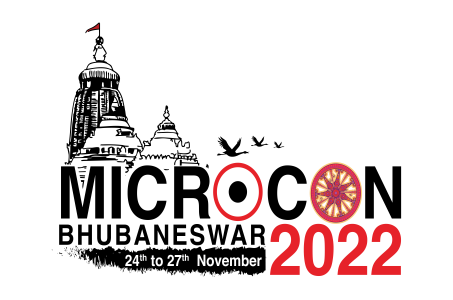 MICROCON
BHUBANESWAR
2022
24th to 27th November